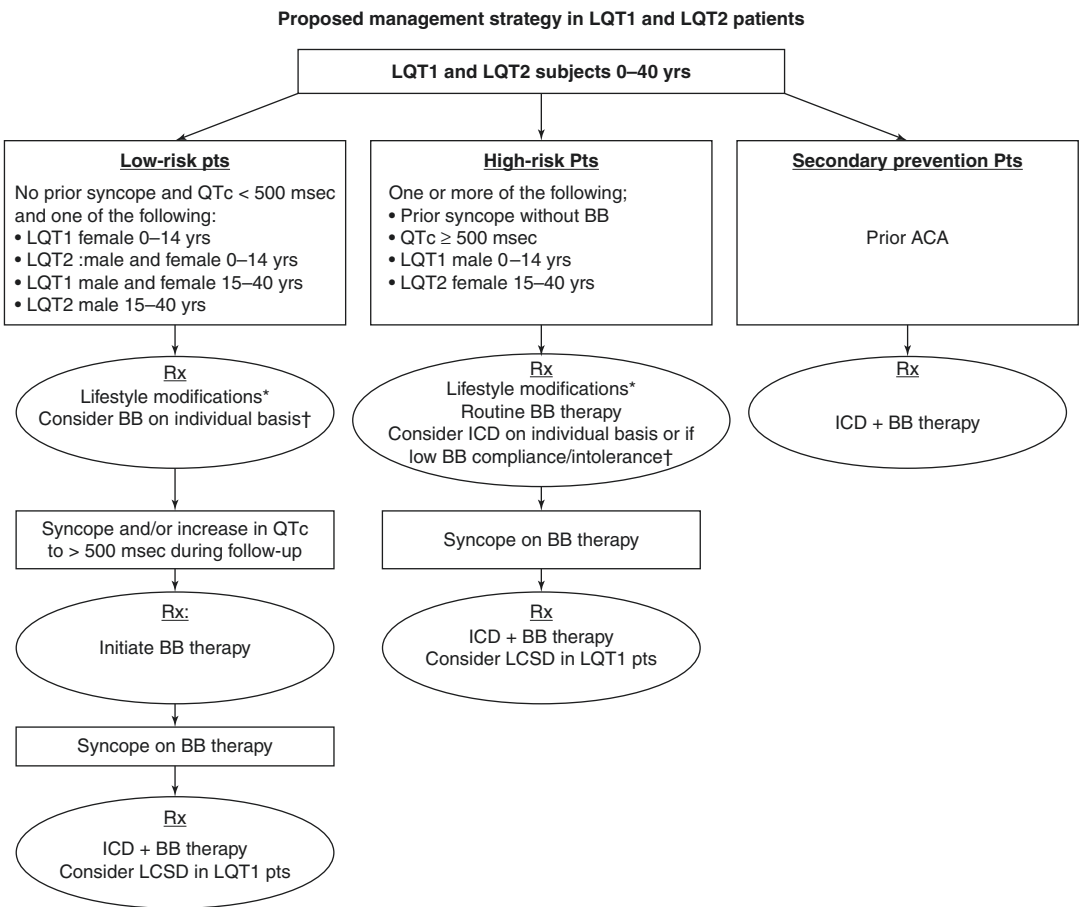 Proposed management strategy in LQT1 and LQT2 patients
LQT1 and LQT2 subjects 0–40 yrs
Low-risk pts
No prior syncope and QTc < 500 msec
and one of the following:
• LQT1 female 0–14 yrs
• LQT2 :male and female 0–14 yrs
• LQT1 male and female 15–40 yrs
• LQT2 male 15–40 yrs
High-risk Pts
One or more of the following;
• Prior syncope without BB
• QTc ≥ 500 msec
• LQT1 male 0–14 yrs
• LQT2 female 15–40 yrs
Secondary prevention Pts
Prior ACA
Rx
Lifestyle modifications*
Consider BB on individual basis†
Rx
Lifestyle modifications*
Routine BB therapy
Consider ICD on individual basis or if
low BB compliance/intolerance†
Rx
ICD + BB therapy
Syncope and/or increase in QTc
to > 500 msec during follow-up
Syncope on BB therapy
Rx:
Initiate BB therapy
Rx
ICD + BB therapy
Consider LCSD in LQT1 pts
Syncope on BB therapy
Rx
ICD + BB therapy
Consider LCSD in LQT1 pts